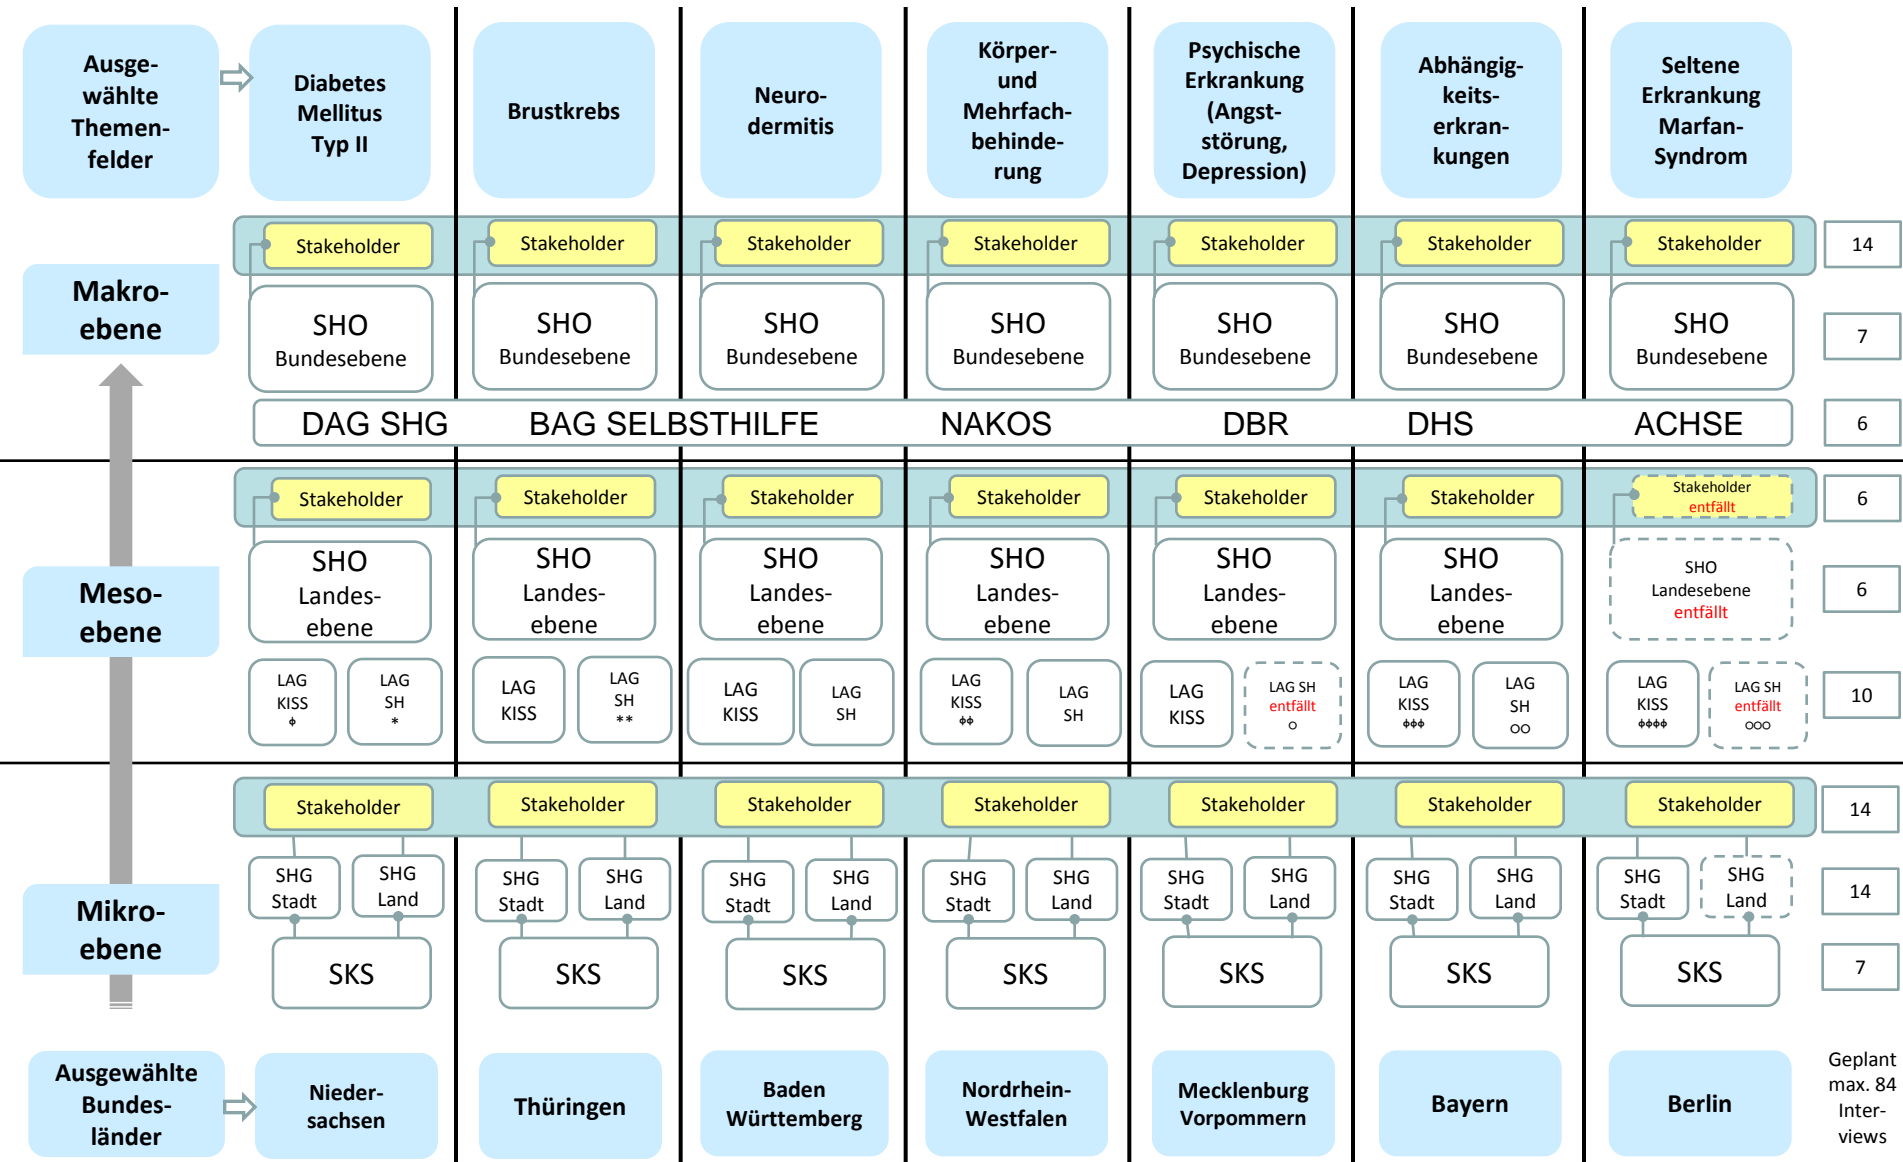 Ausge-
wählte
Themen-
felder
Diabetes
Mellitus
Typ II
Brustkrebs
Neuro-
dermitis
Körper-
und
Mehrfach-
behinde-
rung
Psychische
Erkrankung
(Angst-
störung,
Depression)
Abhängig-
keits-
erkran-
kungen
Seltene
Erkrankung
Marfan-
Syndrom
Makro-
ebene
Stakeholder
Stakeholder
Stakeholder
Stakeholder
Stakeholder
Stakeholder
Stakeholder
14
SHO
Bundesebene
SHO
Bundesebene
SHO
Bundesebene
SHO
Bundesebene
SHO
Bundesebene
SHO
Bundesebene
SHO
Bundesebene
7
DAG SHG BAG SELBSTHILFE NAKOS DBR DHS ACHSE
6
Meso-
ebene
Stakeholder
Stakeholder
Stakeholder
Stakeholder
Stakeholder
Stakeholder
Stakeholder
entfällt
6
SHO
Landes-
ebene
SHO
Landes-
ebene
SHO
Landes-
ebene
SHO
Landes-
ebene
SHO
Landes-
ebene
SHO
Landes-
ebene
SHO
Landesebene
entfällt
6
LAG
KISS
ϕ
LAG
SH
*
LAG
KISS
LAG
SH
**
LAG
KISS
LAG
SH
LAG
KISS
ϕϕ
LAG
SH
LAG
KISS
LAG SH
entfällt
○
LAG
KISS
ϕϕϕ
LAG
SH
○○
LAG
KISS
ϕϕϕϕ
LAG SH
entfällt
○○○
10
Mikro-
ebene
Stakeholder
Stakeholder
Stakeholder
Stakeholder
Stakeholder
Stakeholder
Stakeholder
14
SHG
Stadt
SHG
Land
SHG
Stadt
SHG
Land
SHG
Stadt
SHG
Land
SHG
Stadt
SHG
Land
SHG
Stadt
SHG
Land
SHG
Stadt
SHG
Land
SHG
Stadt
SHG
Land
14
SKS
SKS
SKS
SKS
SKS
SKS
SKS
7
Ausgewählte
Bundes-
länder
Nieder-
sachsen
Thüringen
Baden
Württemberg
Nordrhein-
Westfalen
Mecklenburg
Vorpommern
Bayern
Berlin
Geplant
max. 84
Inter-
views